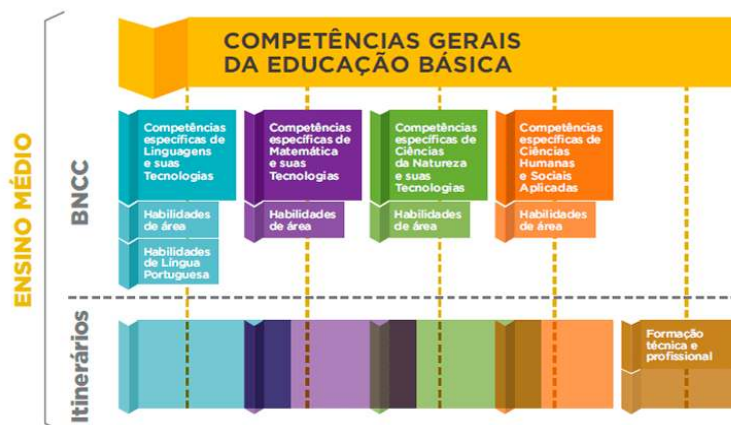 COMPETÊNCIAS GERAIS
DA EDUCAÇÃO BÁSICA
ENSINO MÉDIO
BNCC
Competências
específicas de
Linguagens
e suas
Tecnologias
Habilidades
de área
Habilidades
de Língua
Portuguesa
Competências
específicas de
Matemática
e suas
Tecnologias
Habilidades
de área
Competências
específicas de
Ciências
da Natureza
e suas
Tecnologias
Habilidades
de área
Competências
específicas de
Ciências
Humanas
e Sociais
Aplicadas
Habilidades
de área
Itinerários
Formação
técnica e
profissional